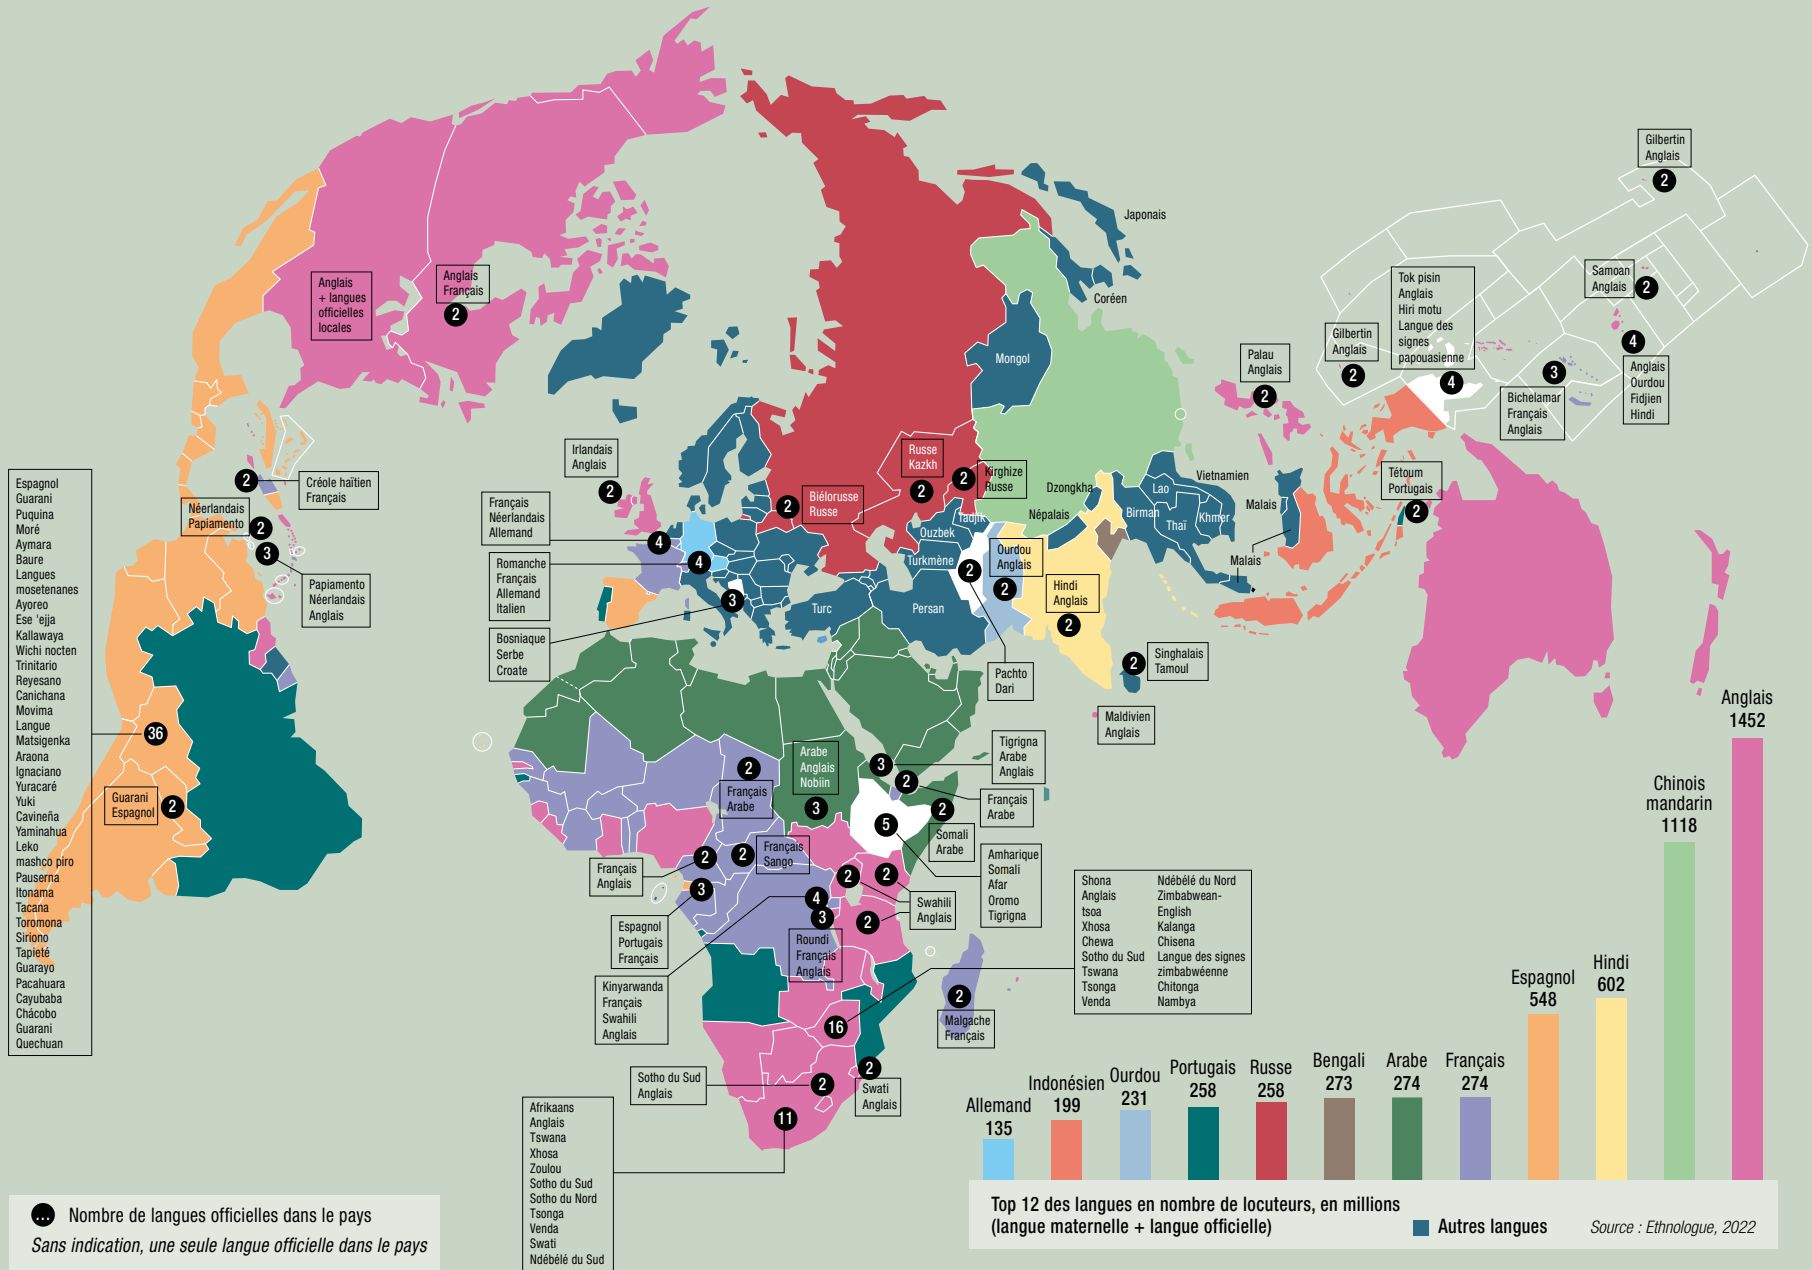 Gilbertin
Anglais
2
Japonais
Anglais
+ langues
officielles
locales
Anglais
Français
2
Coréen
Mongol
Tok pisin
Anglais
Hiri motu
Langue des
signes
papouasienne
4
Samoan
Anglais
2
Gilbertin
Anglais
2
Palau
Anglais
2
Bichelamar
Français
Anglais
3
4
Anglais
Ourdou
Fidjien
Hindi
Irlandais
Anglais
2
Russe
Kazkh
2
Kirghize
Russe
2
Biélorusse
Russe
2
Dzongkha
Népalais
Vietnamien
Lao
Birman
Thaï
Khmer
Malais
Malais
Tétoum
Portugais
2
Créole haïtien
Français
2
Néerlandais
Papiamento
2
3
Papiamento
Néerlandais
Anglais
Français
Néerlandais
Allemand
4
Romanche
Français
Allemand
Italien
4
Bosniaque
Serbe
Croate
3
Tadjik
Ouzbek
Turkmène
Turc
Persan
2
Pachto
Dari
Ourdou
Anglais
2
Hindi
Anglais
2
Singhalais
Tamoul
2
Maldivien
Anglais
Espagnol
Guarani
Puquina
Moré
Aymara
Baure
Langues
mosetenanes
Ayoreo
Ese 'ejja
Kallawaya
Wichi nocten
Trinitario
Reyesano
Canichana
Movima
Langue
Matsigenka
Araona
Ignaciano
Yuracaré
Yuki
Cavineña
Yaminahua
Leko
mashco piro
Pauserna
Itonama
Tacana
Toromona
Siriono
Tapieté
Guarayo
Pacahuara
Cayubaba
Chácobo
Guarani
Quechuan
36
Guarani
Espagnol
2
2
Français
Arabe
Arabe
Anglais
Nobiin
3
Tigrigna
Arabe
Anglais
3
Français
Arabe
2
Somali
Arabe
2
5
Amharique
Somali
Afar
Oromo
Tigrigna
Français
Anglais
2
Français
Sango
2
Espagnol
Portugais
Français
3
Kinyarwanda
Français
Swahili
Anglais
4
3
Roundi
Français
Anglais
2
2
2
Swahili
Anglais
Shona
Anglais
tsoa
Xhosa
Chewa
Sotho du Sud
Tswana
Tsonga
Venda
Ndébélé du Nord
Zimbabwean-
English
Kalanga
Chisena
Langue des signes
zimbabwéenne
Chitonga
Nambya
16
2
Malgache
Français
Sotho du Sud
Anglais
2
2
Swati
Anglais
11
Afrikaans
Anglais
Tswana
Xhosa
Zoulou
Sotho du Sud
Sotho du Nord
Tsonga
Venda
Swati
Ndébélé du Sud
Allemand
135
Indonésien
199
Ourdou
231
Portugais
258
Russe
258
Bengali
273
Arabe
274
Français
274
Espagnol
548
Hindi
602
Chinois
mandarin
1118
Anglais
1452
Top 12 des langues en nombre de locuteurs, en millions
(langue maternelle + langue officielle)
Autres langues
Source : Ethnologue, 2022
... Nombre de langues officielles dans le pays
Sans indication, une seule langue officielle dans le pays